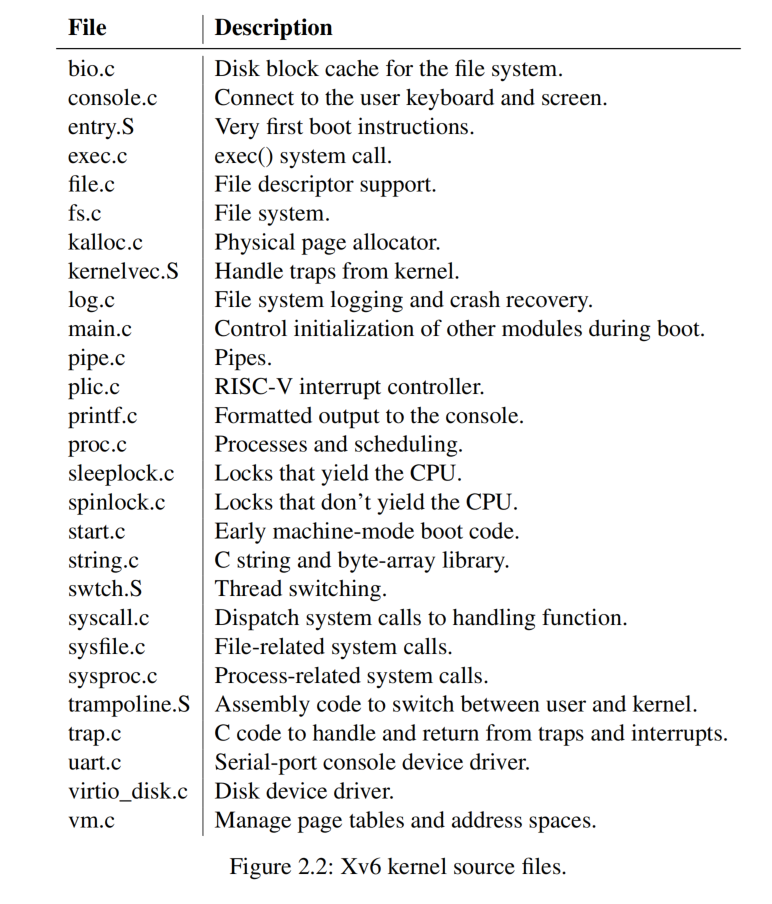 File Description
bio.c Disk block cache for the file system.
console.c Connect to the user keyboard and screen.
entry.S Very first boot instructions.
exec.c exec() system call.
file.c File descriptor support.
fs.c File system.
kalloc.c Physical page allocator.
kernelvec.S Handle traps from kernel.
log.c File system logging and crash recovery.
main.c Control initialization of other modules during boot.
pipe.c Pipes.
plic.c RISC-V interrupt controller.
printf.c Formatted output to the console.
proc.c Processes and scheduling.
sleeplock.c Locks that yield the CPU.
spinlock.c Locks that don’t yield the CPU.
start.c Early machine-mode boot code.
string.c C string and byte-array library.
swtch.S Thread switching.
syscall.c Dispatch system calls to handling function.
sysfile.c File-related system calls.
sysproc.c Process-related system calls.
trampoline.S Assembly code to switch between user and kernel.
trap.c C code to handle and return from traps and interrupts.
uart.c Serial-port console device driver.
virtio_disk.c Disk device driver.
vm.c Manage page tables and address spaces.
Figure 2.2: Xv6 kernel source files.